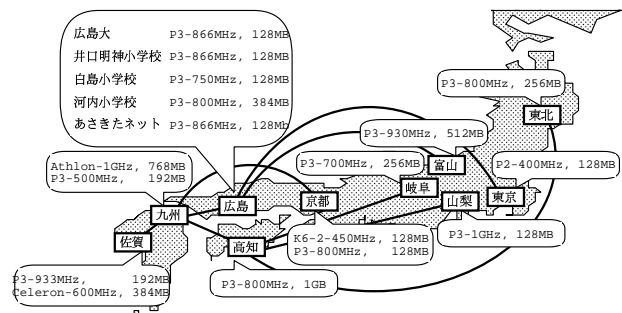 広島大 P3-866MHz, 128MB
井口明神小学校 P3-866MHz, 128MB
白島小学校 P3-750MHz, 128MB
河内小学校 P3-800MHz, 384MB
あさきたネット P3-866MHz, 128Mb
P3-800MHz, 256MB
東北
P3-930MHz, 512MB
富山
P3-700MHz, 256MB
岐阜
P2-400MHz, 128MB
東京
山梨
P3-1GHz, 128MB
Athlon-1GHz, 768MB
P3-500MHz, 192MB
九州
広島
京都
K6-2-450MHz, 128MB
P3-800MHz, 128MB
佐賀
高知
P3-933MHz, 192MB
Celeron-600MHz, 384MB
P3-800MHz, 1GB